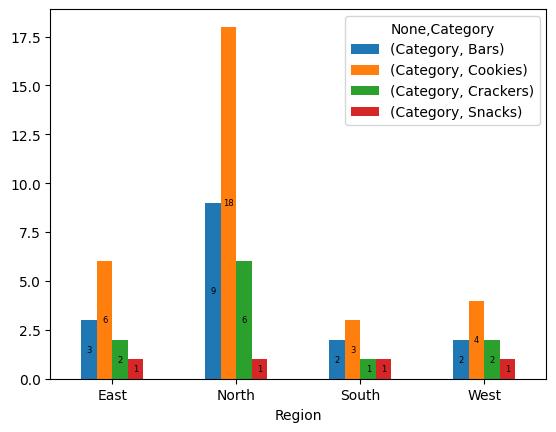 None,Category
(Category, Bars)
(Category, Cookies)
(Category, Crackers)
(Category, Snacks)
17.5
15.0
12.5
10.0
7.5
5.0
2.5
0.0
3
6
2
1
9
18
6
1
2
3
1
1
2
4
2
1
East
North
South
West
Region